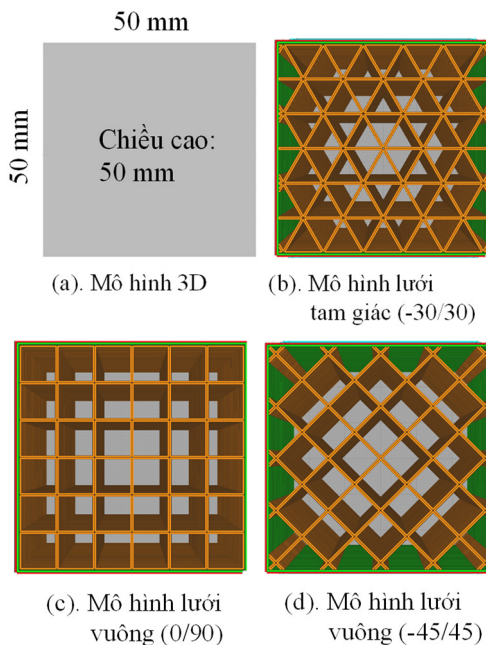 50 mm
50 mm
Chiều cao:
50 mm
(a). Mô hình 3D
(b). Mô hình lưới
tam giác (-30/30)
(c). Mô hình lưới
vuông (0/90)
(d). Mô hình lưới
vuông (-45/45)